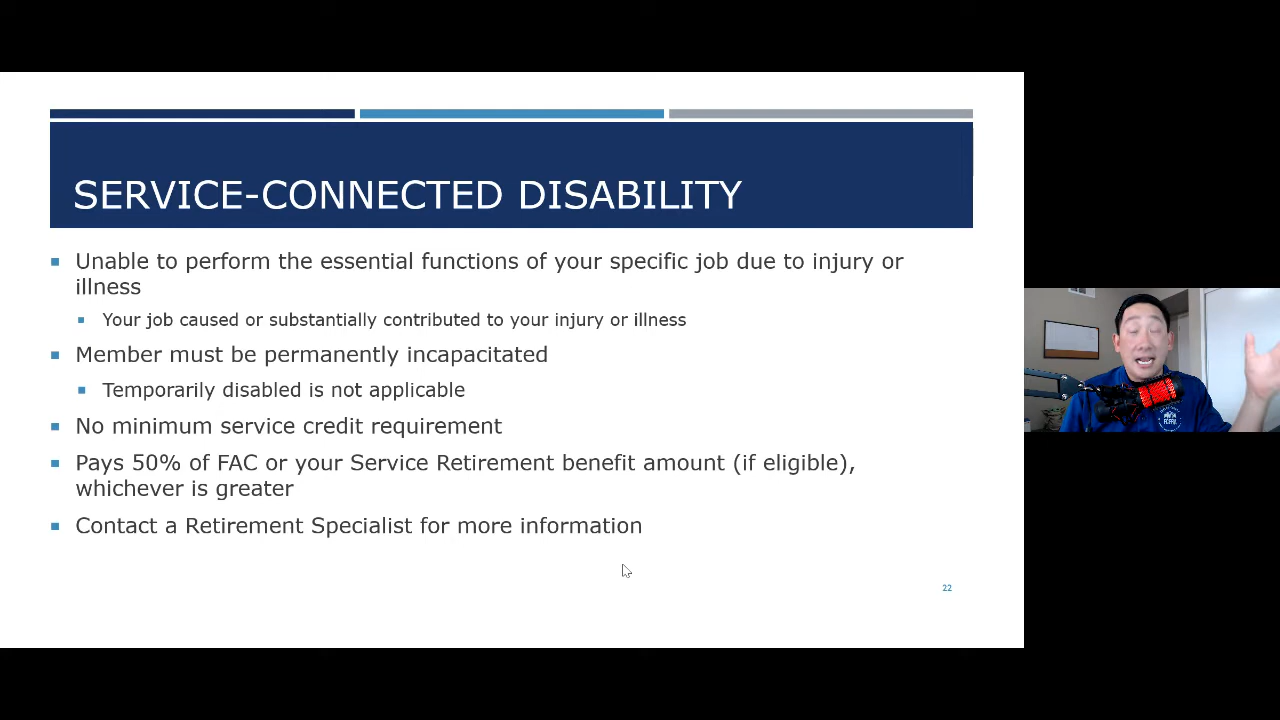 SERVICE-CONNECTED DISABILITY
Unable to perform the essential functions of your specific job due to injury or
illness
Your job caused or substantially contributed to your injury or illness
Member must be permanently incapacitated
Temporarily disabled is not applicable
No minimum service credit requirement
Pays 50% of FAC or your Service Retirement benefit amount (if eligible),
whichever is greater
Contact a Retirement Specialist for more information
22